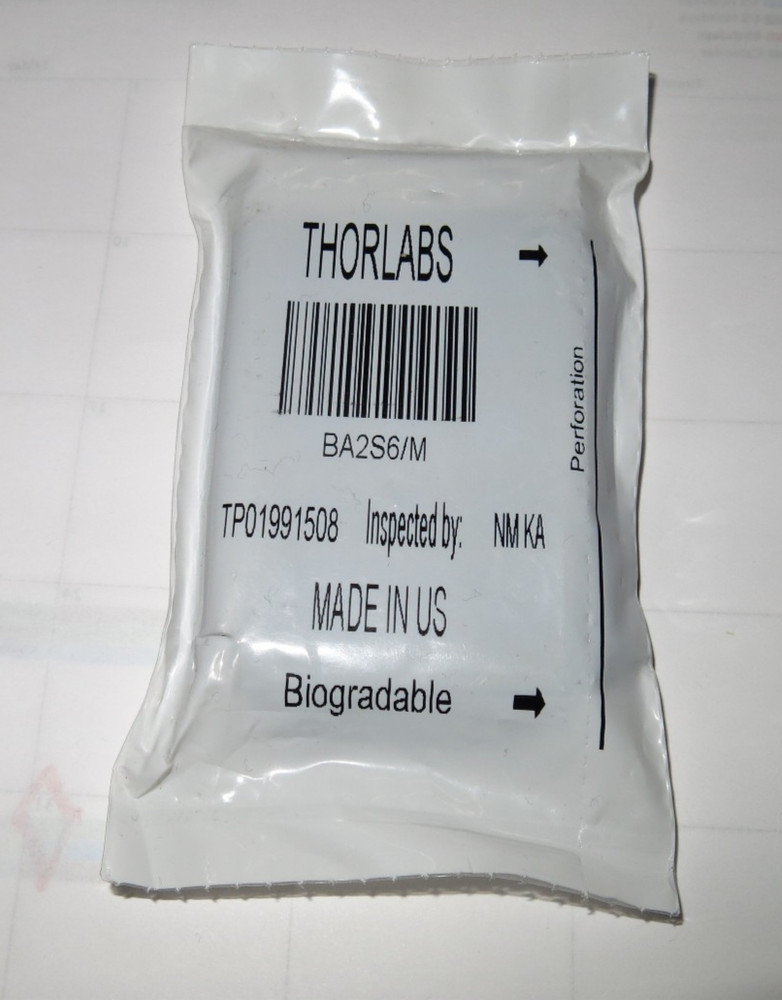 THORLABS
BA2S6/M
Perforation
TP01991508 Inspected by: NM KA
MADE IN US
Biogradable